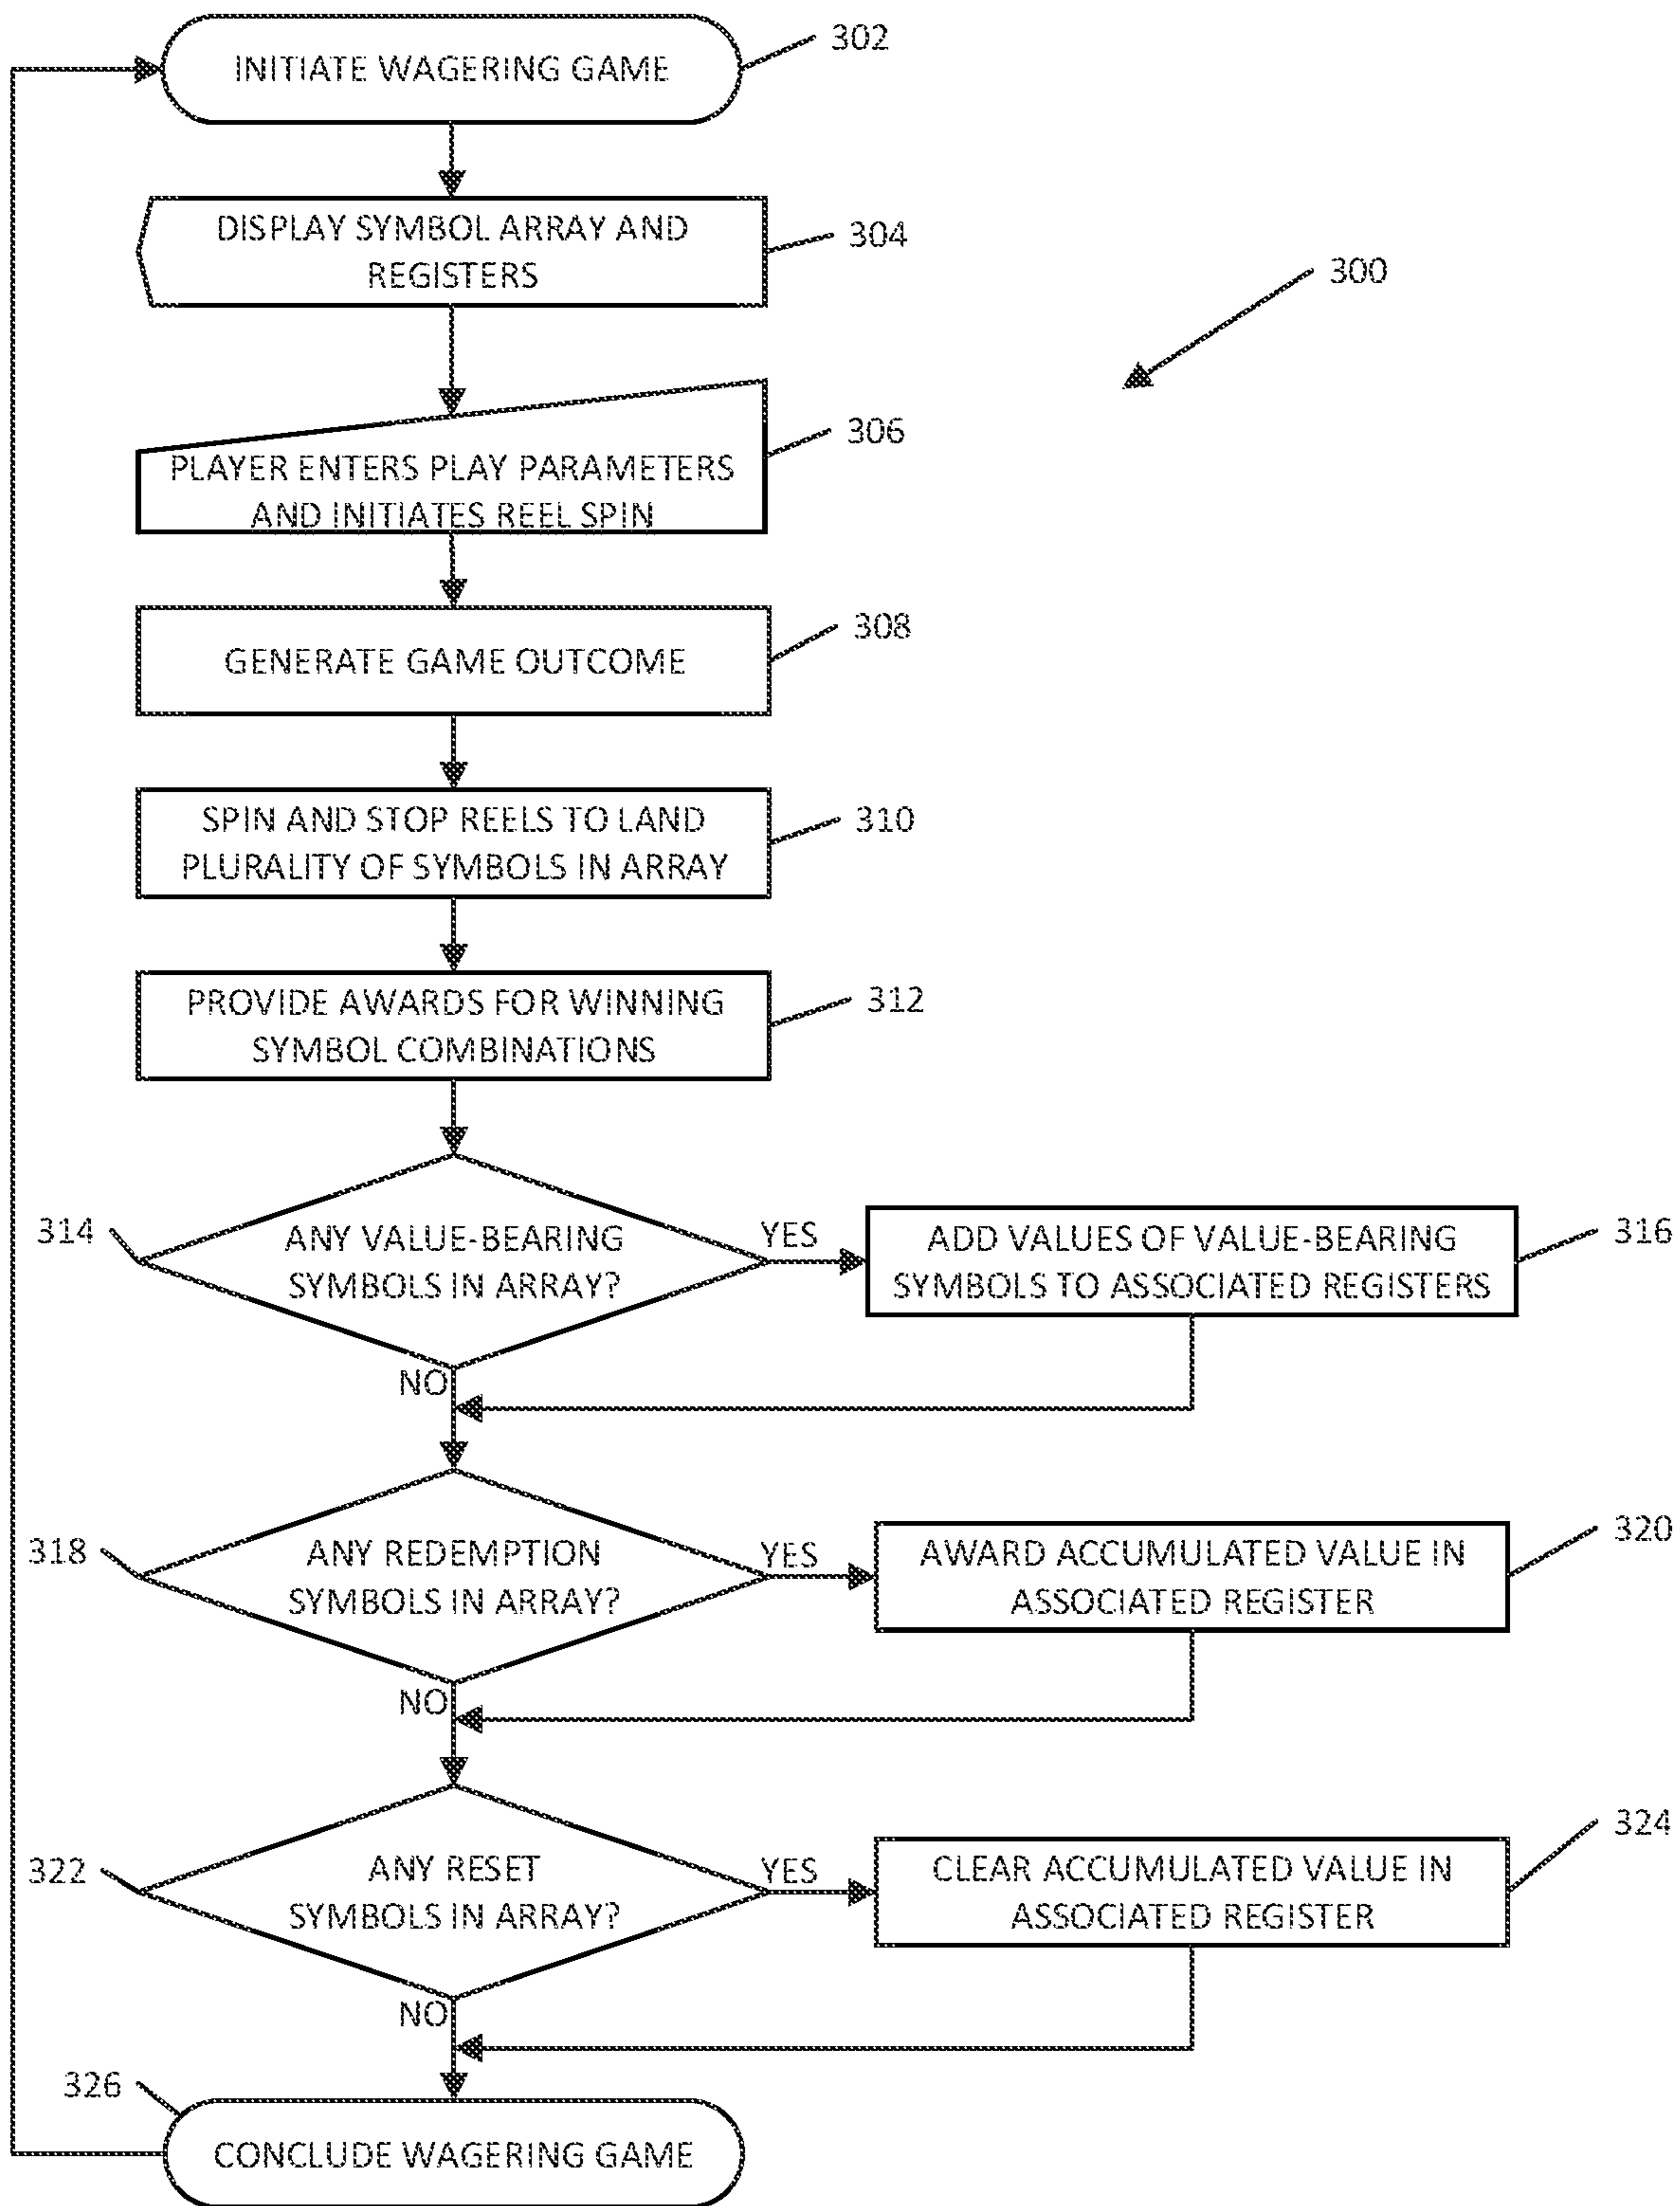 INITIATE WAGERING GAME
302
DISPLAY SYMBOL ARRAY AND
REGISTERS
304
300
PLAYER ENTERS PLAY PARAMETERS
AND INITIATES REEL SPIN
306
GENERATE GAME OUTCOME
308
SPIN AND STOP REELS TO LAND
PLURALITY OF SYMBOLS IN ARRAY
310
PROVIDE AWARDS FOR WINNING
SYMBOL COMBINATIONS
312
314
ANY VALUE-BEARING
SYMBOLS IN ARRAY?
YES
ADD VALUES OF VALUE-BEARING
SYMBOLS TO ASSOCIATED REGISTERS
316
NO
318
ANY REDEMPTION
SYMBOLS IN ARRAY?
YES
AWARD ACCUMULATED VALUE IN
ASSOCIATED REGISTER
320
NO
322
ANY RESET
SYMBOLS IN ARRAY?
YES
CLEAR ACCUMULATED VALUE IN
ASSOCIATED REGISTER
324
NO
326
CONCLUDE WAGERING GAME